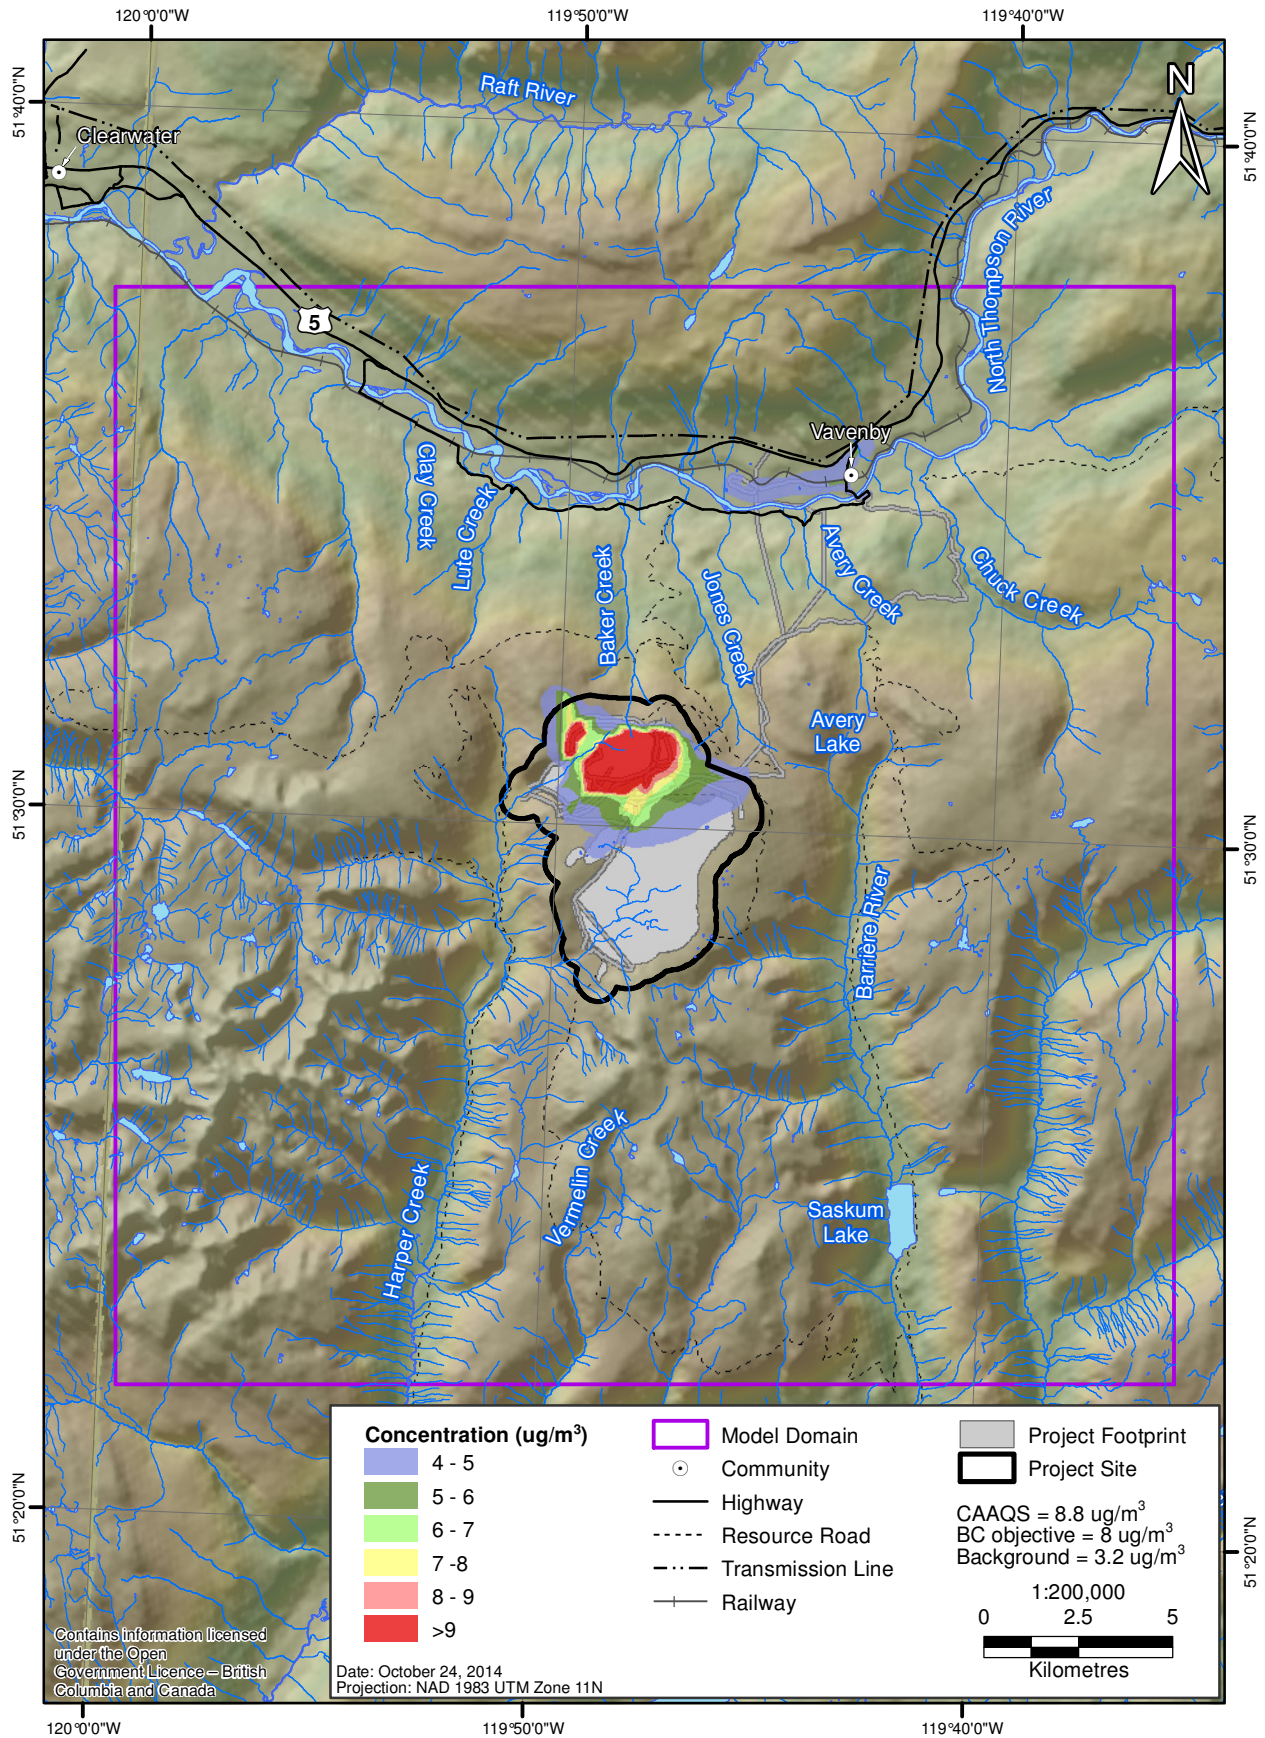 120°0'0"W
119°50'0"W
119°40'0"W
51°40'0"N
51°40'0"N
N
Raft River
Clearwater
North Thompson River
5
Vavenby
Clay Creek
Lute Creek
Baker Creek
Jones Creek
Avery Creek
Chuck Creek
Avery
Lake
51°30'0"N
51°30'0"N
Barrière River
Vermelin Creek
Harper Creek
Saskum
Lake
51°20'0"N
51°20'0"N
Concentration (ug/m³)
4 - 5
5 - 6
6 - 7
7 -8
8 - 9
>9
Model Domain
Community
Highway
Resource Road
Transmission Line
Railway
Project Footprint
Project Site
CAAQS = 8.8 ug/m³
BC objective = 8 ug/m³
Background = 3.2 ug/m³
1:200,000
0 2.5 5
Kilometres
Date: October 24, 2014
Projection: NAD 1983 UTM Zone 11N
Contains information licensed
under the Open
Government Licence – British
Columbia and Canada
120°0'0"W
119°50'0"W
119°40'0"W